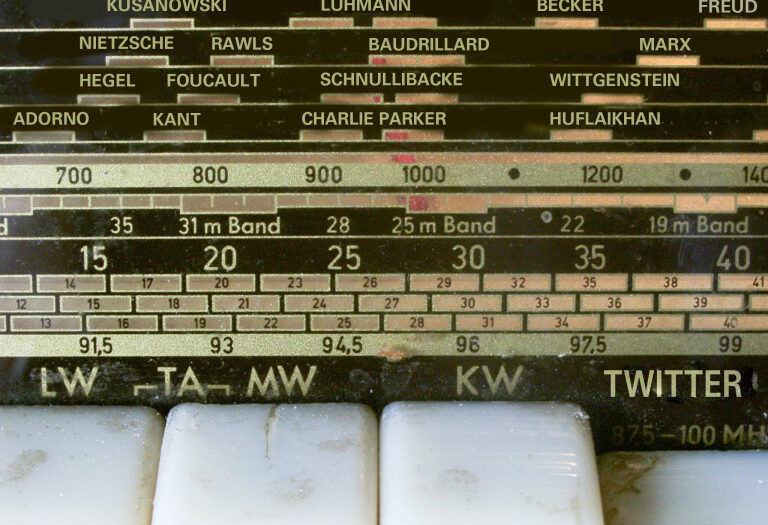 KUSANOWSKI LUHMANN BECKER FREUD
NIETZSCHE RAWLS BAUDRILLARD MARX
HEGEL FOUCAULT SCHNULLIBACKE WITTGENSTEIN
ADORNO KANT CHARLIE PARKER HUFLAIKHAN
700 800 900 1000 • 1200 • 140
d 35 31 m Band 28 25 m Band 22 19 m Band
15 20 25 30 35 40
14 17 20 23 26 29 32 35 38 41
12 15 18 21 24 27 30 33 36 39
13 16 19 22 25 28 31 34 37 40
91,5 93 94,5 96 97,5 99
LW TA MW KW TWITTER
87,5 – 100 MH